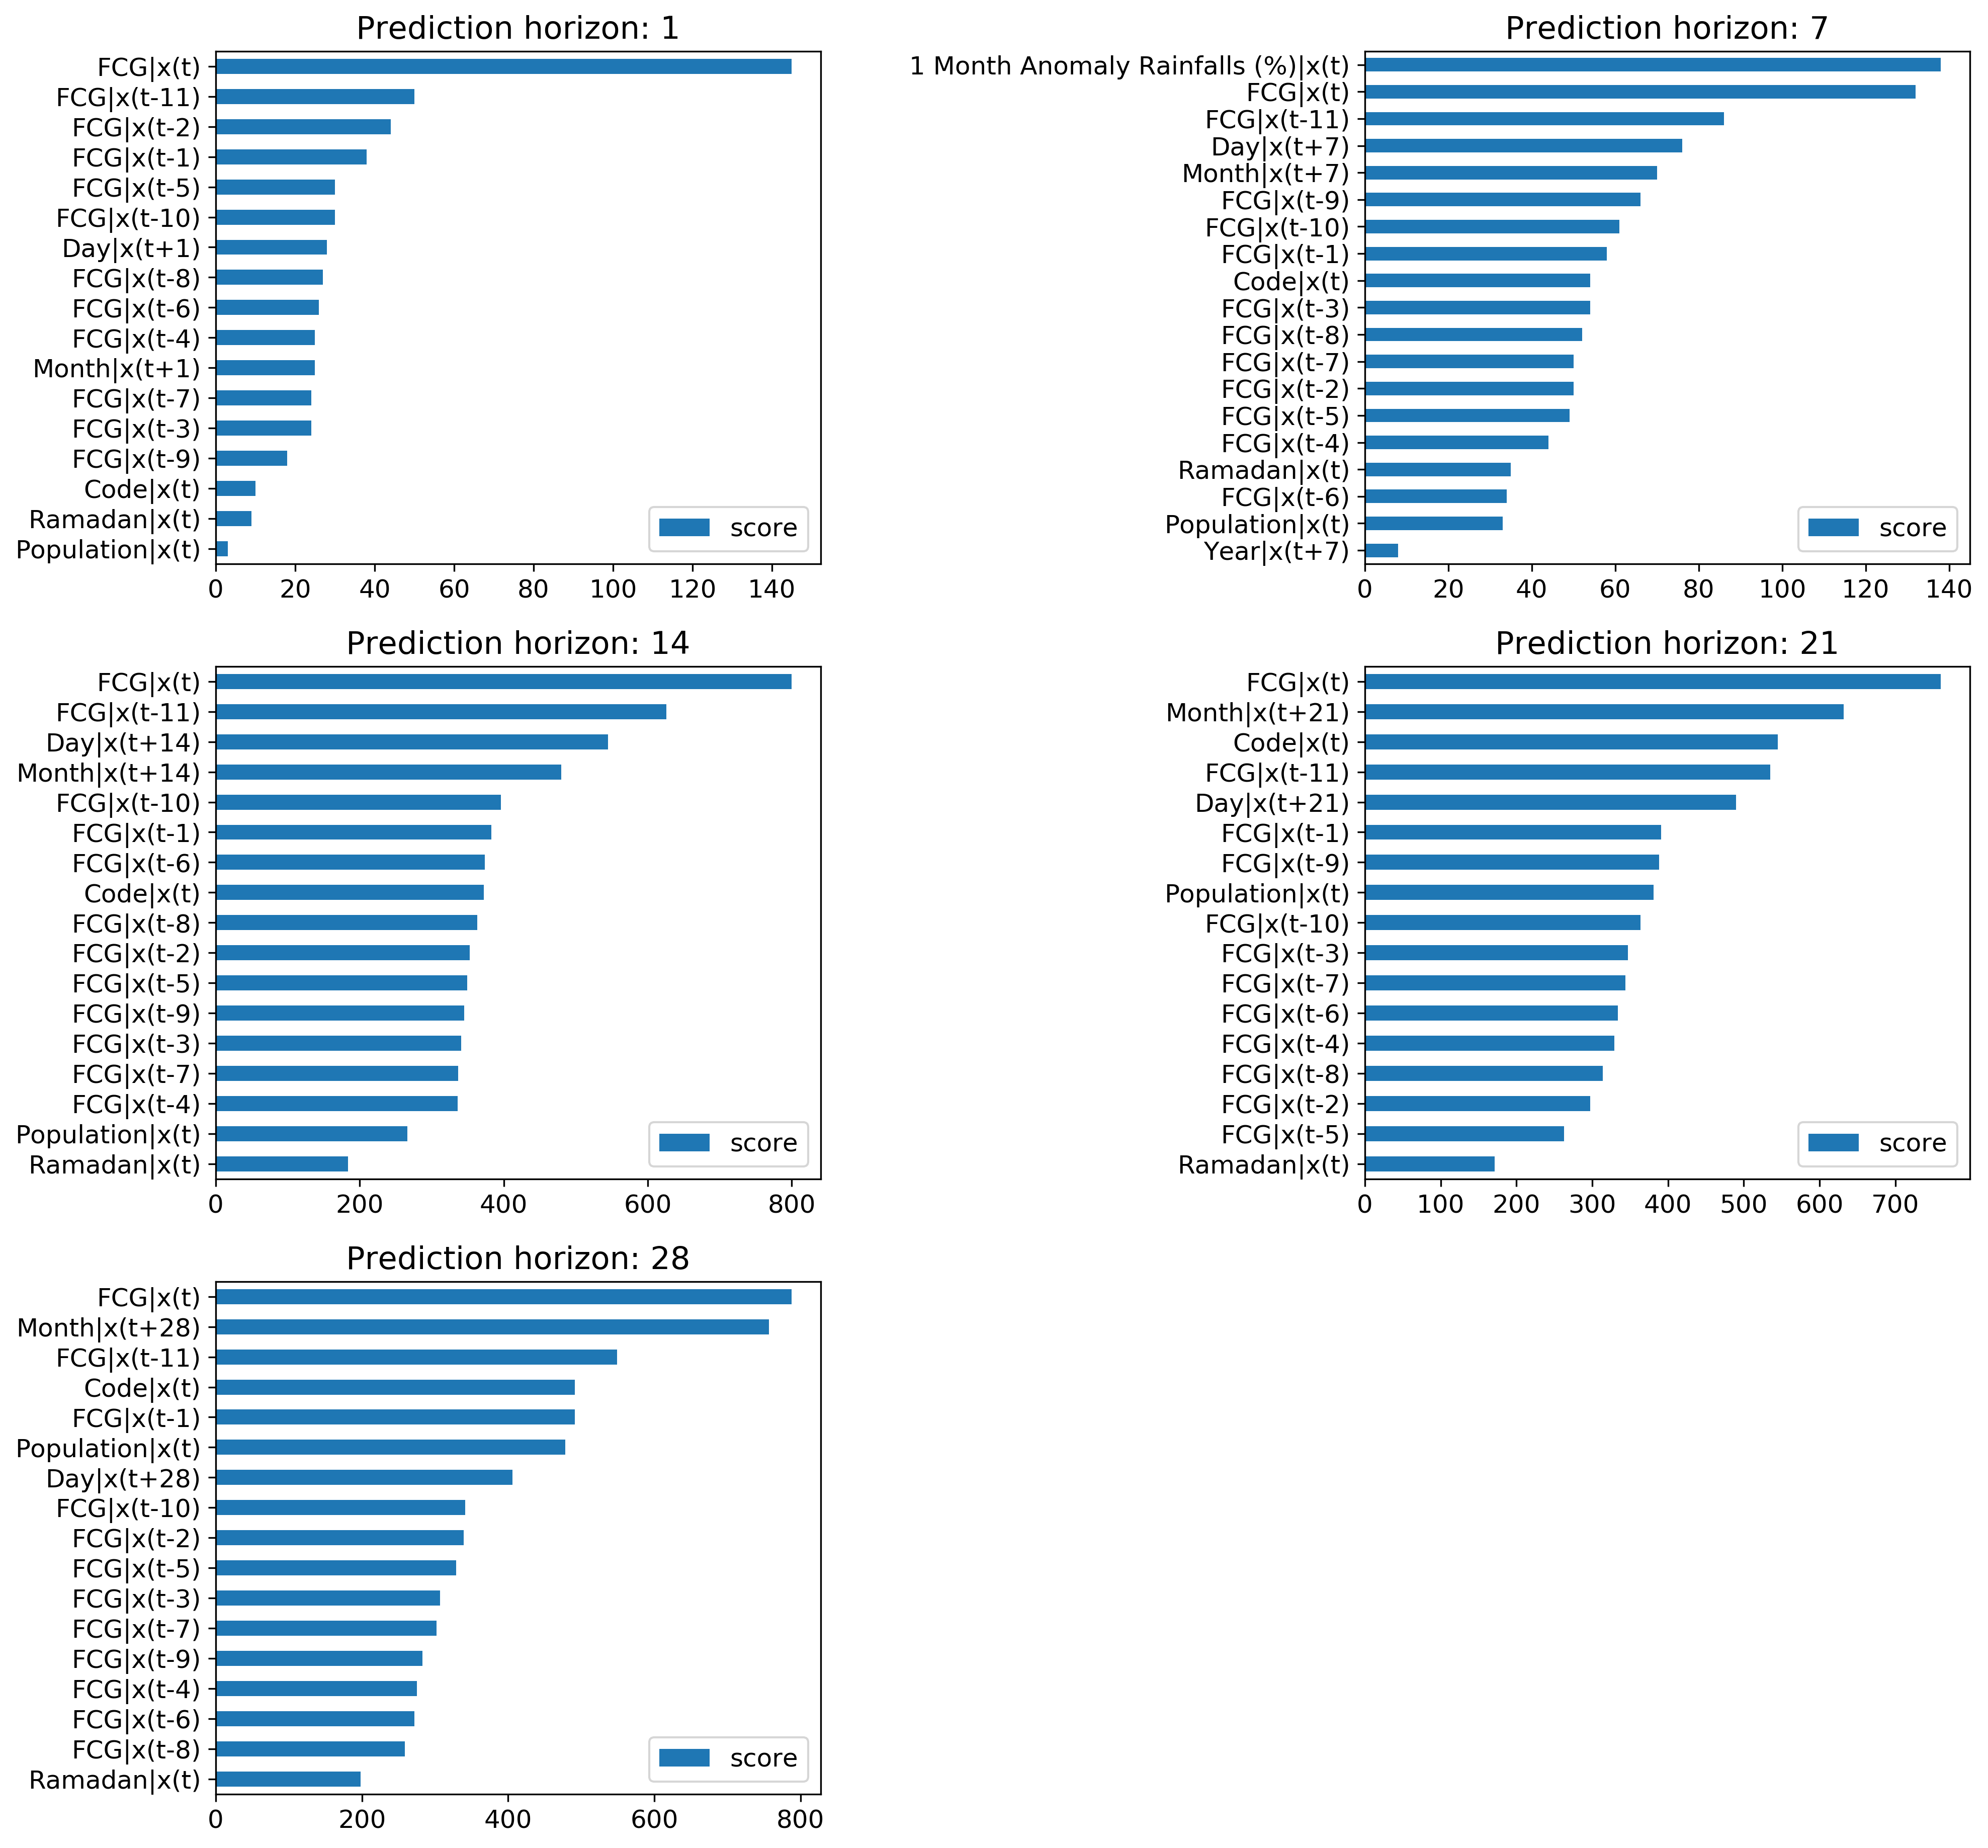 Prediction horizon: 1
FCG|x(t)
FCG|x(t-11)
FCG|x(t-2)
FCG|x(t-1)
FCG|x(t-5)
FCG|x(t-10)
Day|x(t+1)
FCG|x(t-8)
FCG|x(t-6)
FCG|x(t-4)
Month|x(t+1)
FCG|x(t-7)
FCG|x(t-3)
FCG|x(t-9)
Code|x(t)
Ramadan|x(t)
Population|x(t)
score
0 20 40 60 80 100 120 140
Prediction horizon: 7
1 Month Anomaly Rainfalls (%)|x(t)
FCG|x(t)
FCG|x(t-11)
Day|x(t+7)
Month|x(t+7)
FCG|x(t-9)
FCG|x(t-10)
FCG|x(t-1)
Code|x(t)
FCG|x(t-3)
FCG|x(t-8)
FCG|x(t-7)
FCG|x(t-2)
FCG|x(t-5)
FCG|x(t-4)
Ramadan|x(t)
FCG|x(t-6)
Population|x(t)
Year|x(t+7)
score
0 20 40 60 80 100 120 140
Prediction horizon: 14
FCG|x(t)
FCG|x(t-11)
Day|x(t+14)
Month|x(t+14)
FCG|x(t-10)
FCG|x(t-1)
FCG|x(t-6)
Code|x(t)
FCG|x(t-8)
FCG|x(t-2)
FCG|x(t-5)
FCG|x(t-9)
FCG|x(t-3)
FCG|x(t-7)
FCG|x(t-4)
Population|x(t)
Ramadan|x(t)
score
0 200 400 600 800
Prediction horizon: 21
FCG|x(t)
Month|x(t+21)
Code|x(t)
FCG|x(t-11)
Day|x(t+21)
FCG|x(t-1)
FCG|x(t-9)
Population|x(t)
FCG|x(t-10)
FCG|x(t-3)
FCG|x(t-7)
FCG|x(t-6)
FCG|x(t-4)
FCG|x(t-8)
FCG|x(t-2)
FCG|x(t-5)
Ramadan|x(t)
score
0 100 200 300 400 500 600 700
Prediction horizon: 28
FCG|x(t)
Month|x(t+28)
FCG|x(t-11)
Code|x(t)
FCG|x(t-1)
Population|x(t)
Day|x(t+28)
FCG|x(t-10)
FCG|x(t-2)
FCG|x(t-5)
FCG|x(t-3)
FCG|x(t-7)
FCG|x(t-9)
FCG|x(t-4)
FCG|x(t-6)
FCG|x(t-8)
Ramadan|x(t)
score
0 200 400 600 800